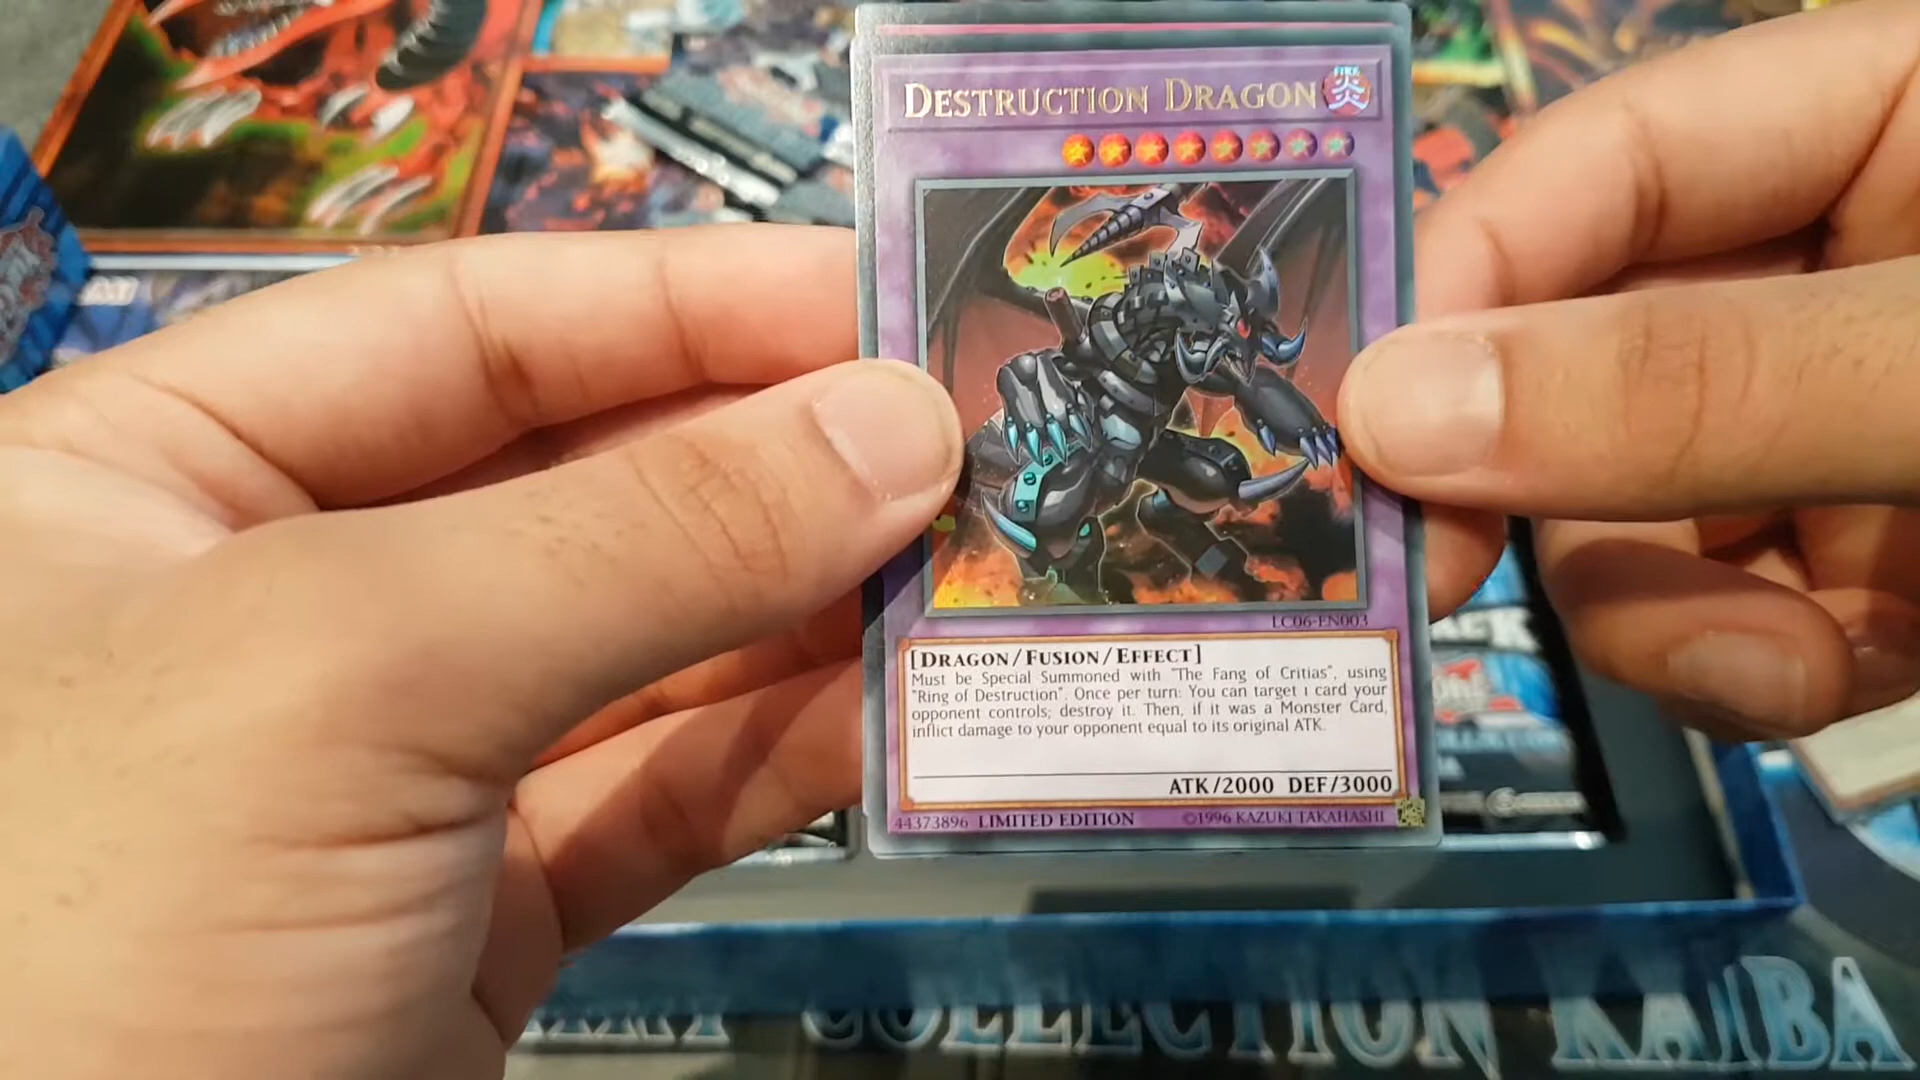 DESTRUCTION DRAGON
FIRE
炎
LC06-EN003
[DRAGON/FUSION/EFFECT]
Must be Special Summoned with "The Fang of Critias", using
"Ring of Destruction". Once per turn: You can target 1 card your
opponent controls; destroy it. Then, if it was a Monster Card,
inflict damage to your opponent equal to its original ATK.
ATK/2000 DEF/3000
44373896 LIMITED EDITION ©1996 KAZUKI TAKAHASHI
COLLECTION KAIBA